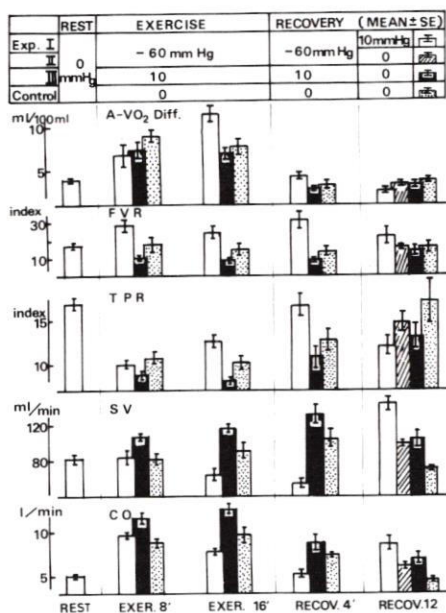 REST EXERCISE RECOVERY (MEAN±SE)
Exp. I 10mmHg
– 60 mm Hg –60mmHg
II 0 0
III mmHg 10 10 0
Control 0 0 0
ml/100ml A-VO₂ Diff.
10
5
index FVR
30
10
index TPR
15
10
ml/min SV
120
80
l/min CO
10
5
REST EXER. 8' EXER. 16' RECOV. 4' RECOV.12